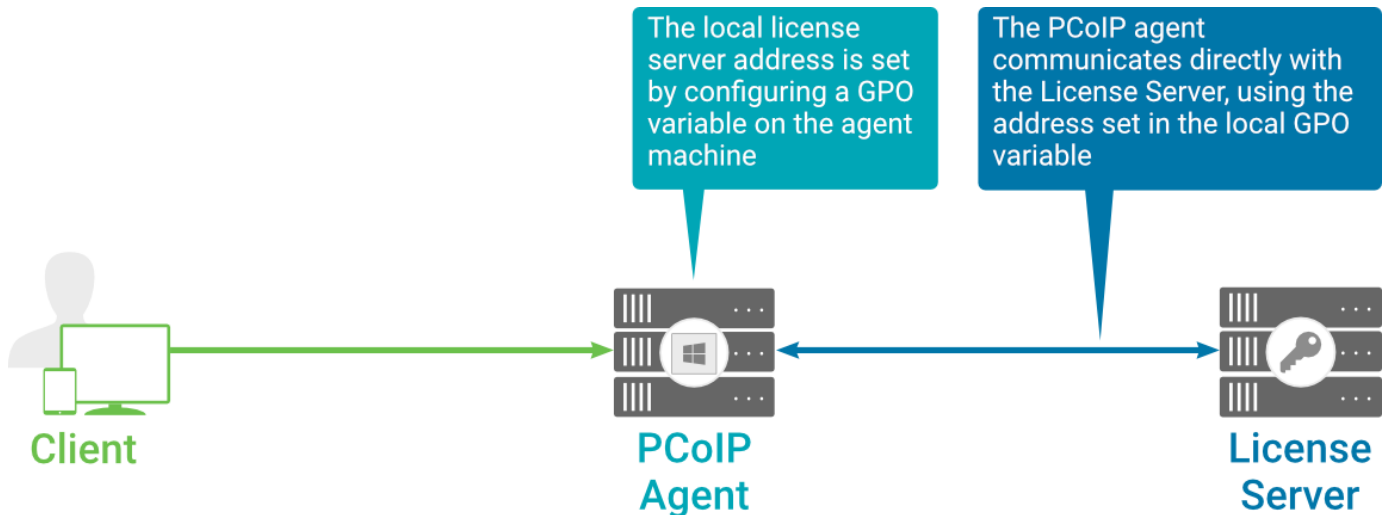 The local license
server address is set
by configuring a GPO
variable on the agent
machine
The PCoIP agent
communicates directly with
the License Server, using the
address set in the local GPO
variable
Client
PCoIP
Agent
License
Server